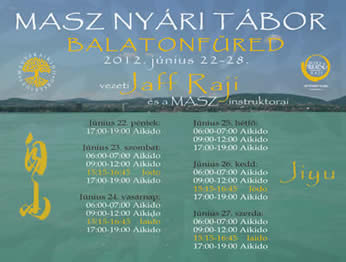 MASZ NYÁRI TÁBOR
BALATONFÜRED
2012. június 22-28.
vezeti Jaff Raji
és a MASZ instruktorai
Június 22. péntek:
17:00-19:00 Aikido
Június 23. szombat:
06:00-07:00 Aikido
09:00-12:00 Aikido
15:15-16:45 Jodo
17:00-19:00 Aikido
Június 24. vasárnap:
06:00-07:00 Aikido
09:00-12:00 Aikido
15:15-16:45 Iaido
17:00-19:00 Aikido
Június 25. hétfő:
06:00-07:00 Aikido
09:00-12:00 Aikido
17:00-19:00 Aikido
Június 26. kedd:
06:00-07:00 Aikido
09:00-12:00 Aikido
15:15-16:45 Jodo
17:00-19:00 Aikido
Június 27. szerda:
06:00-07:00 Aikido
09:00-12:00 Aikido
15:15-16:45 Iaido
17:00-19:00 Aikido
Jiyu